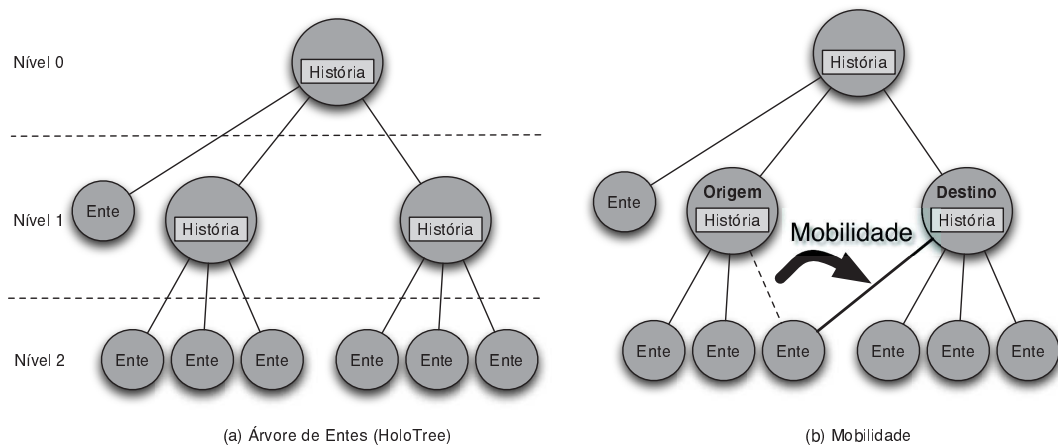 Nível 0
História
Nível 1
Ente
História
História
Nível 2
Ente
Ente
Ente
Ente
Ente
Ente
(a) Árvore de Entes (HoloTree)
História
Ente
Origem
História
Destino
História
Mobilidade
Ente
Ente
Ente
Ente
Ente
Ente
(b) Mobilidade